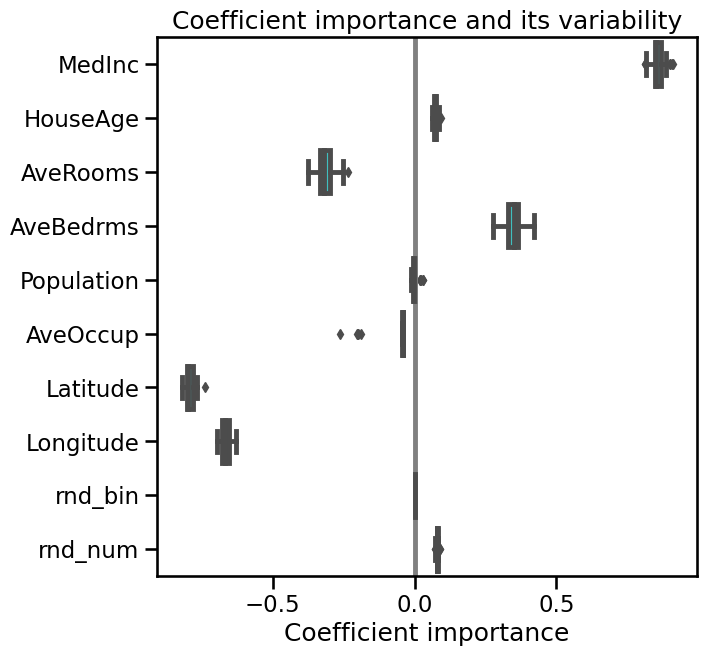 Coefficient importance and its variability
MedInc
HouseAge
AveRooms
AveBedrms
Population
AveOccup
Latitude
Longitude
rnd_bin
rnd_num
−0.5 0.0 0.5
Coefficient importance